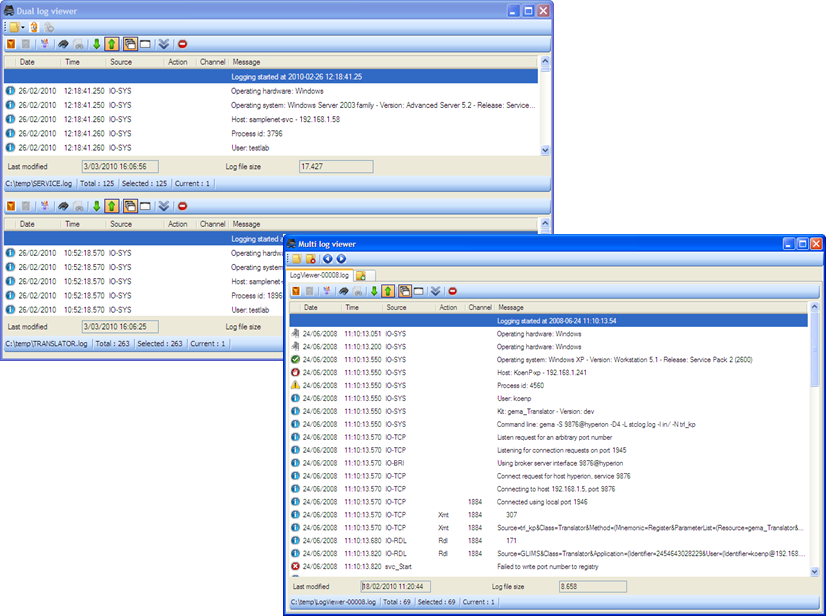 Dual log viewer
Date Time Source Action Channel Message
Logging started at 2010-02-26 12:18:41.25
26/02/2010 12:18:41.250 IO-SYS Operating hardware: Windows
26/02/2010 12:18:41.260 IO-SYS Operating system: Windows Server 2003 family - Version: Advanced Server 5.2 - Release: Service...
26/02/2010 12:18:41.260 IO-SYS Host: samplenet-svc - 192.168.1.58
26/02/2010 12:18:41.260 IO-SYS Process id: 3796
26/02/2010 12:18:41.260 IO-SYS User: testlab
Last modified 3/03/2010 16:06:56 Log file size 17.427
C:\temp\SERVICE.log Total : 125 Selected : 125 Current : 1
Date Time Source Action Channel Message
Logging started
26/02/2010 10:52:18.570 IO-SYS Operating hardw
26/02/2010 10:52:18.570 IO-SYS Operating system
26/02/2010 10:52:18.570 IO-SYS Host: samplenet
26/02/2010 10:52:18.570 IO-SYS Process id: 1896
26/02/2010 10:52:18.570 IO-SYS User: testlab
Last modified 3/03/2010 16:06:25 Log file size
C:\temp\TRANSLATOR.log Total : 263 Selected : 263 Current : 1
Multi log viewer
LogViewer-00008.log
Date Time Source Action Channel Message
Logging started at 2008-06-24 11:10:13.54
24/06/2008 11:10:13.051 IO-SYS Operating hardware: Windows
24/06/2008 11:10:13.200 IO-SYS Operating hardware: Windows
24/06/2008 11:10:13.550 IO-SYS Operating system: Windows XP - Version: Workstation 5.1 - Release: Service Pack 2 (2600)
24/06/2008 11:10:13.550 IO-SYS Host: KoenP-xp - 192.168.1.241
24/06/2008 11:10:13.550 IO-SYS Process id: 4560
24/06/2008 11:10:13.550 IO-SYS User: koenp
24/06/2008 11:10:13.550 IO-SYS Kit: gema_Translator - Version: dev
24/06/2008 11:10:13.550 IO-SYS Command line: gema -S 9876@hyperion -D4 -L stclog.log -I in/ -N trl_kp
24/06/2008 11:10:13.570 IO-TCP Listen request for an arbitrary port number
24/06/2008 11:10:13.570 IO-TCP Listening for connection requests on port 1945
24/06/2008 11:10:13.570 IO-BRI Using broker server interface 9876@hyperion
24/06/2008 11:10:13.570 IO-TCP Connect request for host hyperion, service 9876
24/06/2008 11:10:13.570 IO-TCP Connecting to host 192.168.1.5, port 9876
24/06/2008 11:10:13.570 IO-TCP 1884 Connected using local port 1946
24/06/2008 11:10:13.570 IO-TCP Xmt 1884 307
24/06/2008 11:10:13.570 IO-TCP Xmt 1884 Source=trl_kp&Class=Translator&Method=(Mnemonic=Register&ParameterList=(Resource=gema_Translator&...
24/06/2008 11:10:13.680 IO-RDL Rdl 1884 171
24/06/2008 11:10:13.820 IO-RDL Rdl 1884 Source=GLIMS&Class=Translator&Application=(Identifier=2454643028229&User=(Identifier=koenp@192.168....
24/06/2008 11:10:13.820 svc_Start Failed to write port number to registry
Last modified 18/02/2010 11:20:44 Log file size 8.658
C:\temp\LogViewer-00008.log Total : 69 Selected : 69 Current : 1